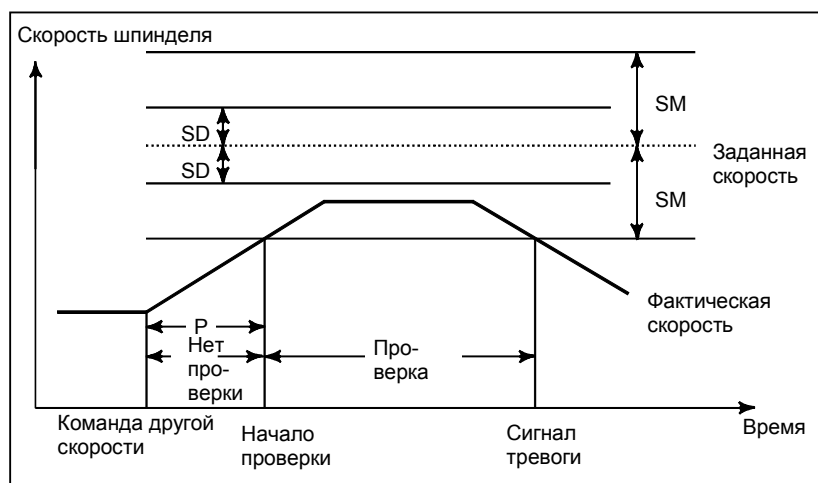 Скорость шпинделя
SM
SD
Заданная
скорость
SD
SM
Фактическая
скорость
P
Нет
про-
верки
Про-
верка
Время
Команда другой
скорости
Начало
проверки
Сигнал
тревоги